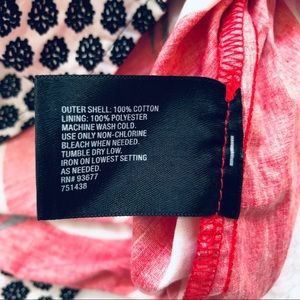 OUTER SHELL: 100% COTTON
LINING: 100% POLYESTER
MACHINE WASH COLD.
USE ONLY NON-CHLORINE
BLEACH WHEN NEEDED.
TUMBLE DRY LOW.
IRON ON LOWEST SETTING
AS NEEDED.
RN# 93677
751438